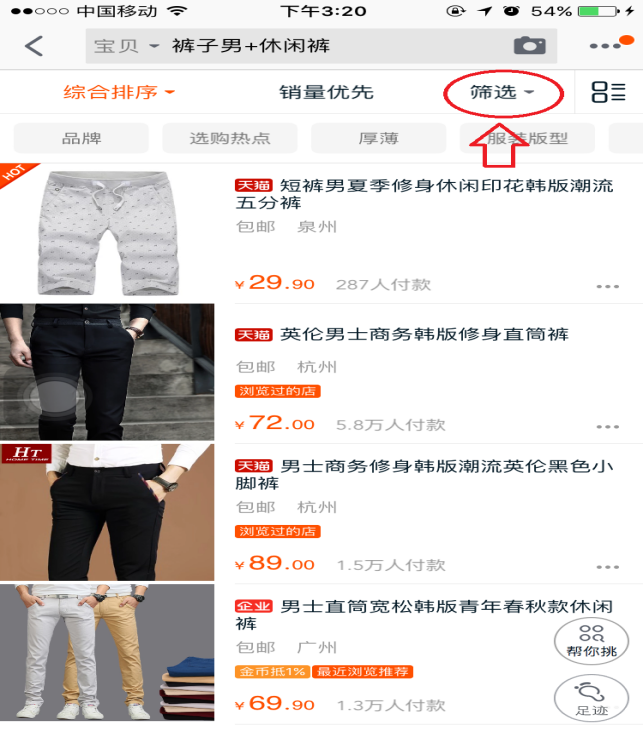 中国移动 下午3:20 54%
宝贝 裤子男+休闲裤
综合排序 销量优先 筛选
品牌 选购热点 厚薄 服装版型
HOT
天猫 短裤男夏季修身休闲印花韩版潮流
五分裤
包邮 泉州
¥29.90 287人付款
天猫 英伦男士商务韩版修身直筒裤
包邮 杭州
浏览过的店
¥72.00 5.8万人付款
HT
HOME TIME
天猫 男士商务修身韩版潮流英伦黑色小
脚裤
包邮 杭州
浏览过的店
¥89.00 1.5万人付款
企业 男士直筒宽松韩版青年春秋款休闲
裤
包邮 广州
金币抵1% 最近浏览推荐
¥69.90 1.3万人付款
帮你挑
足迹